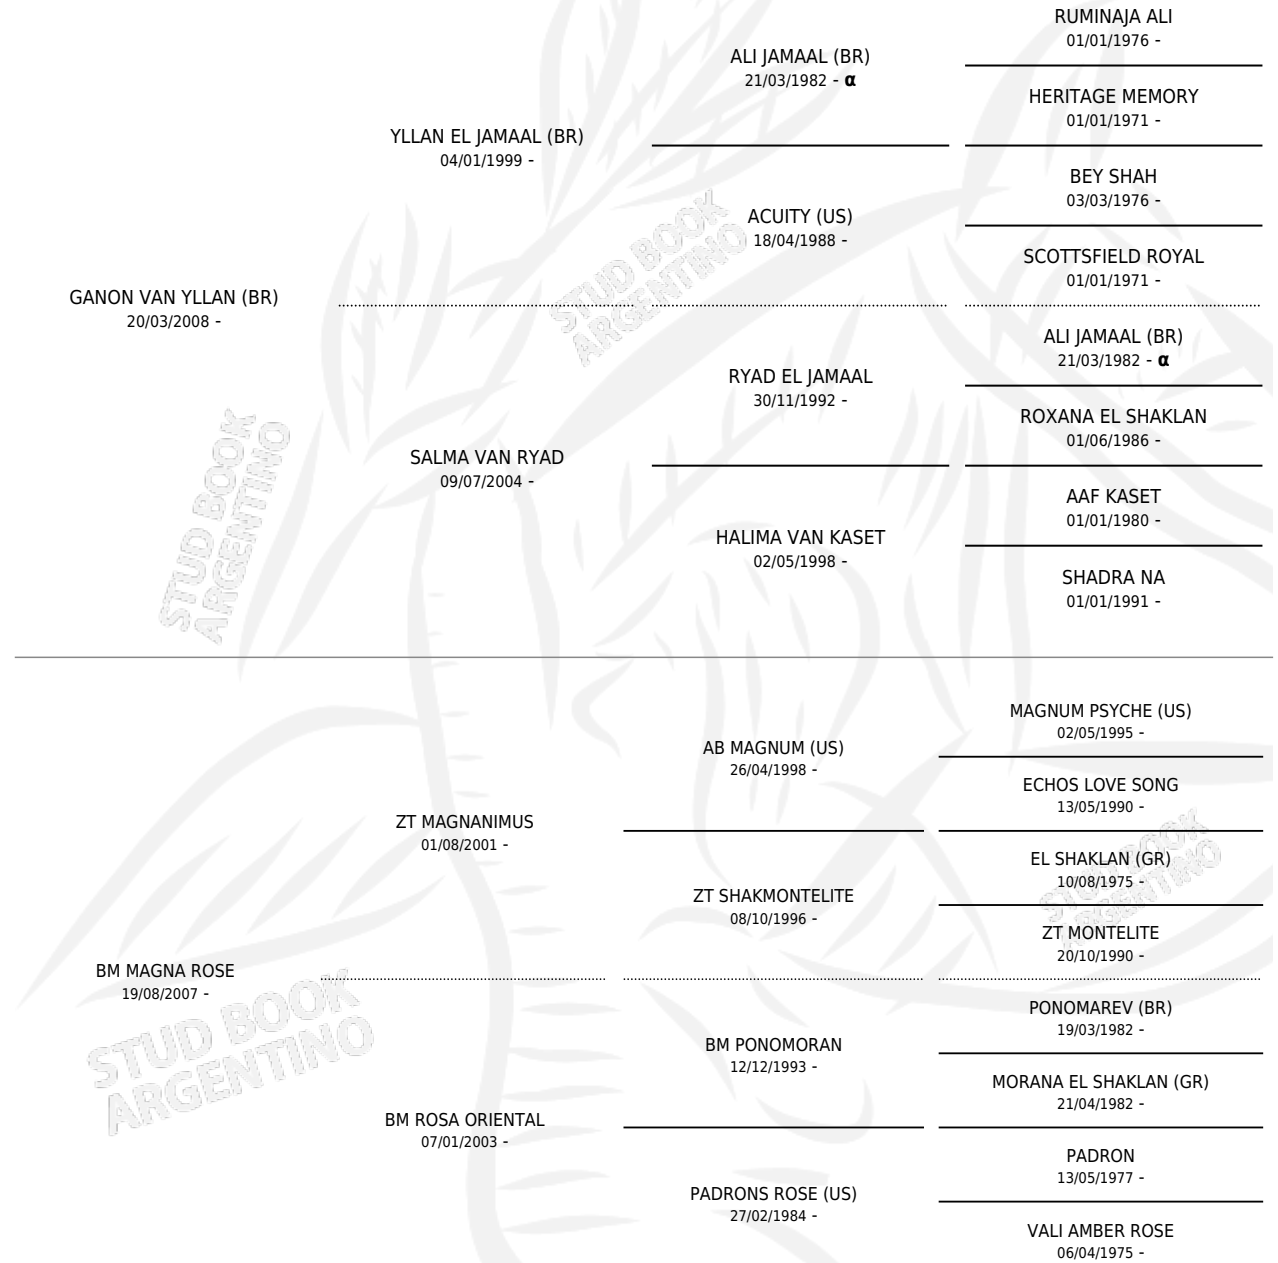 RUMINAJA ALI
01/01/1976 -
ALI JAMAAL (BR)
21/03/1982 - α
HERITAGE MEMORY
01/01/1971 -
YLLAN EL JAMAAL (BR)
04/01/1999 -
BEY SHAH
03/03/1976 -
ACUITY (US)
18/04/1988 -
SCOTTSFIELD ROYAL
01/01/1971 -
GANON VAN YLLAN (BR)
20/03/2008 -
ALI JAMAAL (BR)
21/03/1982 - α
RYAD EL JAMAAL
30/11/1992 -
ROXANA EL SHAKLAN
01/06/1986 -
SALMA VAN RYAD
09/07/2004 -
AAF KASET
01/01/1980 -
HALIMA VAN KASET
02/05/1998 -
SHADRA NA
01/01/1991 -
MAGNUM PSYCHE (US)
02/05/1995 -
AB MAGNUM (US)
26/04/1998 -
ECHOS LOVE SONG
13/05/1990 -
ZT MAGNANIMUS
01/08/2001 -
EL SHAKLAN (GR)
10/08/1975 -
ZT SHAKMONTELITE
08/10/1996 -
ZT MONTELITE
20/10/1990 -
BM MAGNA ROSE
19/08/2007 -
PONOMAREV (BR)
19/03/1982 -
BM PONOMORAN
12/12/1993 -
MORANA EL SHAKLAN (GR)
21/04/1982 -
BM ROSA ORIENTAL
07/01/2003 -
PADRON
13/05/1977 -
PADRONS ROSE (US)
27/02/1984 -
VALI AMBER ROSE
06/04/1975 -
STUD BOOK
ARGENTINO
STUD BOOK
ARGENTINO
STUD BOOK
ARGENTINO
STUD BOOK
ARGENTINO